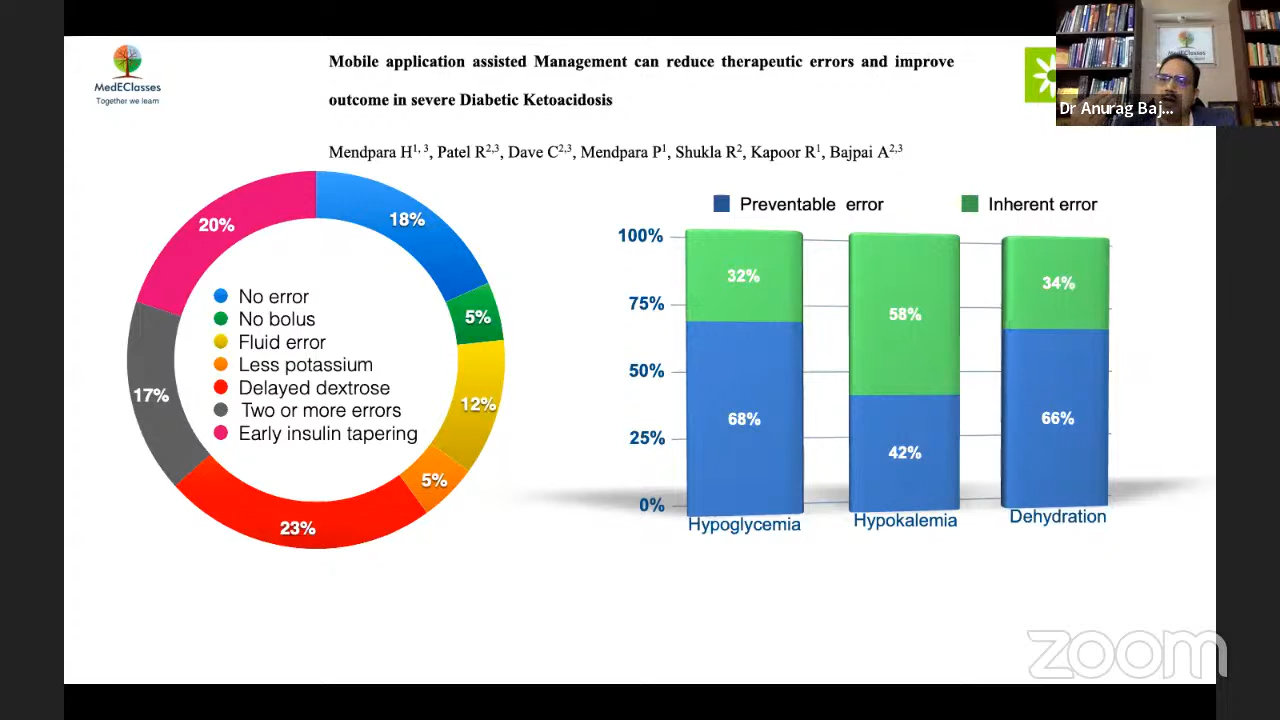 MedEClasses
Together we learn
Mobile application assisted Management can reduce therapeutic errors and improve
outcome in severe Diabetic Ketoacidosis
Mendpara H1, 3, Patel R2,3, Dave C2,3, Mendpara P1, Shukla R2, Kapoor R1, Bajpai A2,3
MedEClasses
Dr Anurag Baj...
20%
18%
5%
12%
5%
23%
17%
No error
No bolus
Fluid error
Less potassium
Delayed dextrose
Two or more errors
Early insulin tapering
Preventable error
Inherent error
100%
75%
50%
25%
0%
32%
68%
58%
42%
34%
66%
Hypoglycemia
Hypokalemia
Dehydration
zoom